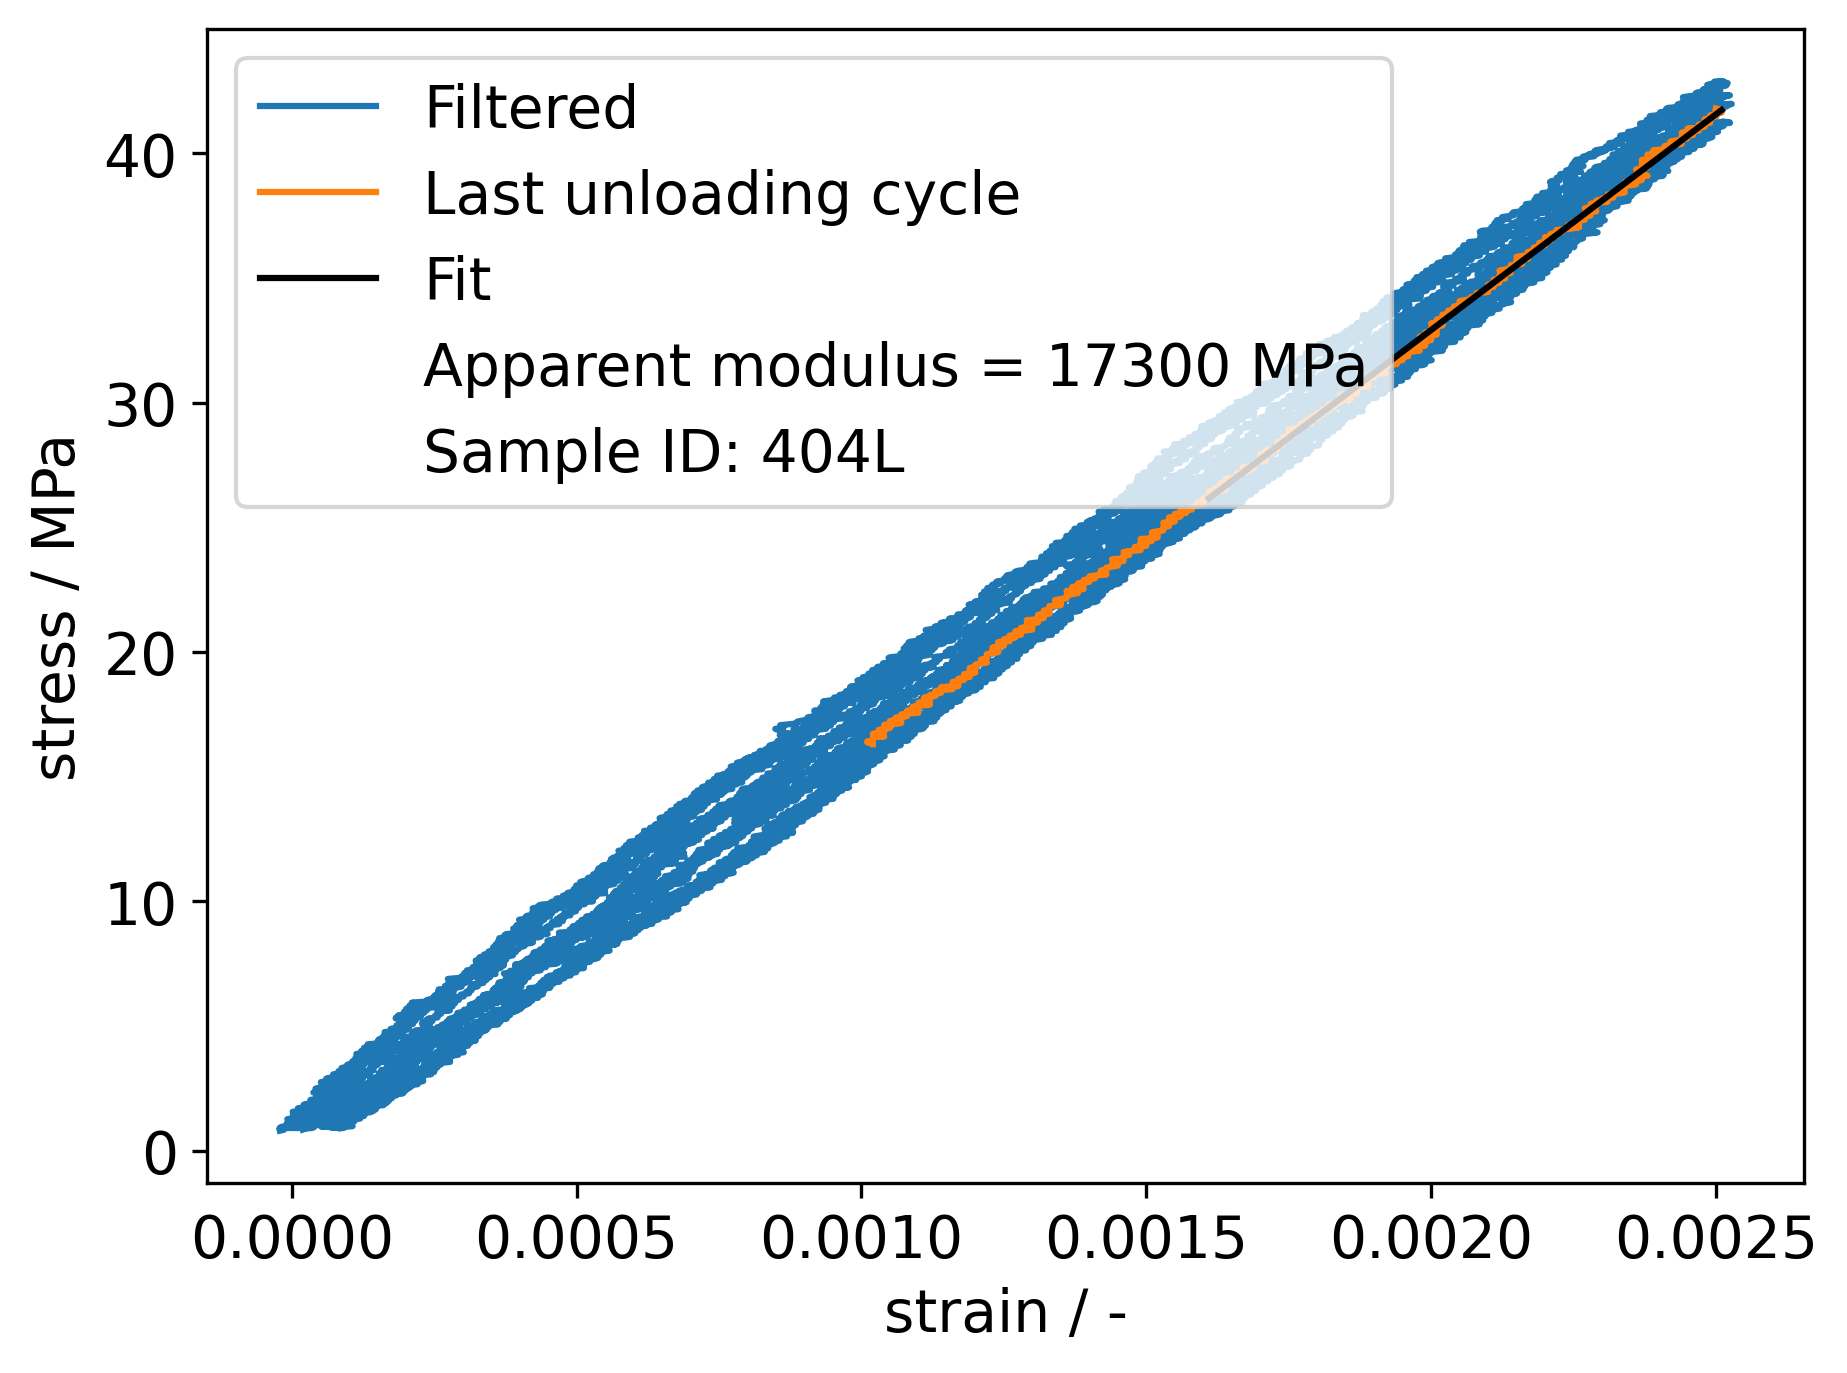 Filtered
Last unloading cycle
Fit
Apparent modulus = 17300 MPa
Sample ID: 404L
40
30
20
10
0
stress / MPa
0.0000 0.0005 0.0010 0.0015 0.0020 0.0025
strain / -